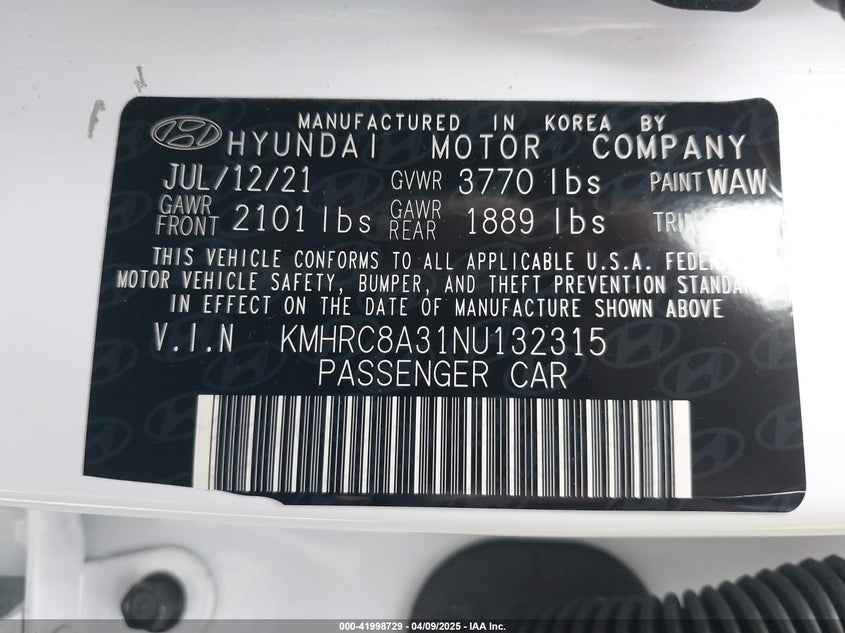 MANUFACTURED IN KOREA BY
HYUNDAI MOTOR COMPANY
JUL/12/21 GVWR 3770 lbs PAINT WAW
GAWR FRONT 2101 lbs GAWR REAR 1889 lbs
THIS VEHICLE CONFORMS TO ALL APPLICABLE U.S.A.
MOTOR VEHICLE SAFETY, BUMPER, AND THEFT PREVENTION
IN EFFECT ON THE DATE OF MANUFACTURE SHOWN ABOVE
V.I.N KMHRC8A31NU132315
PASSENGER CAR
000-41998729 - 04/09/2025 - IAA Inc.